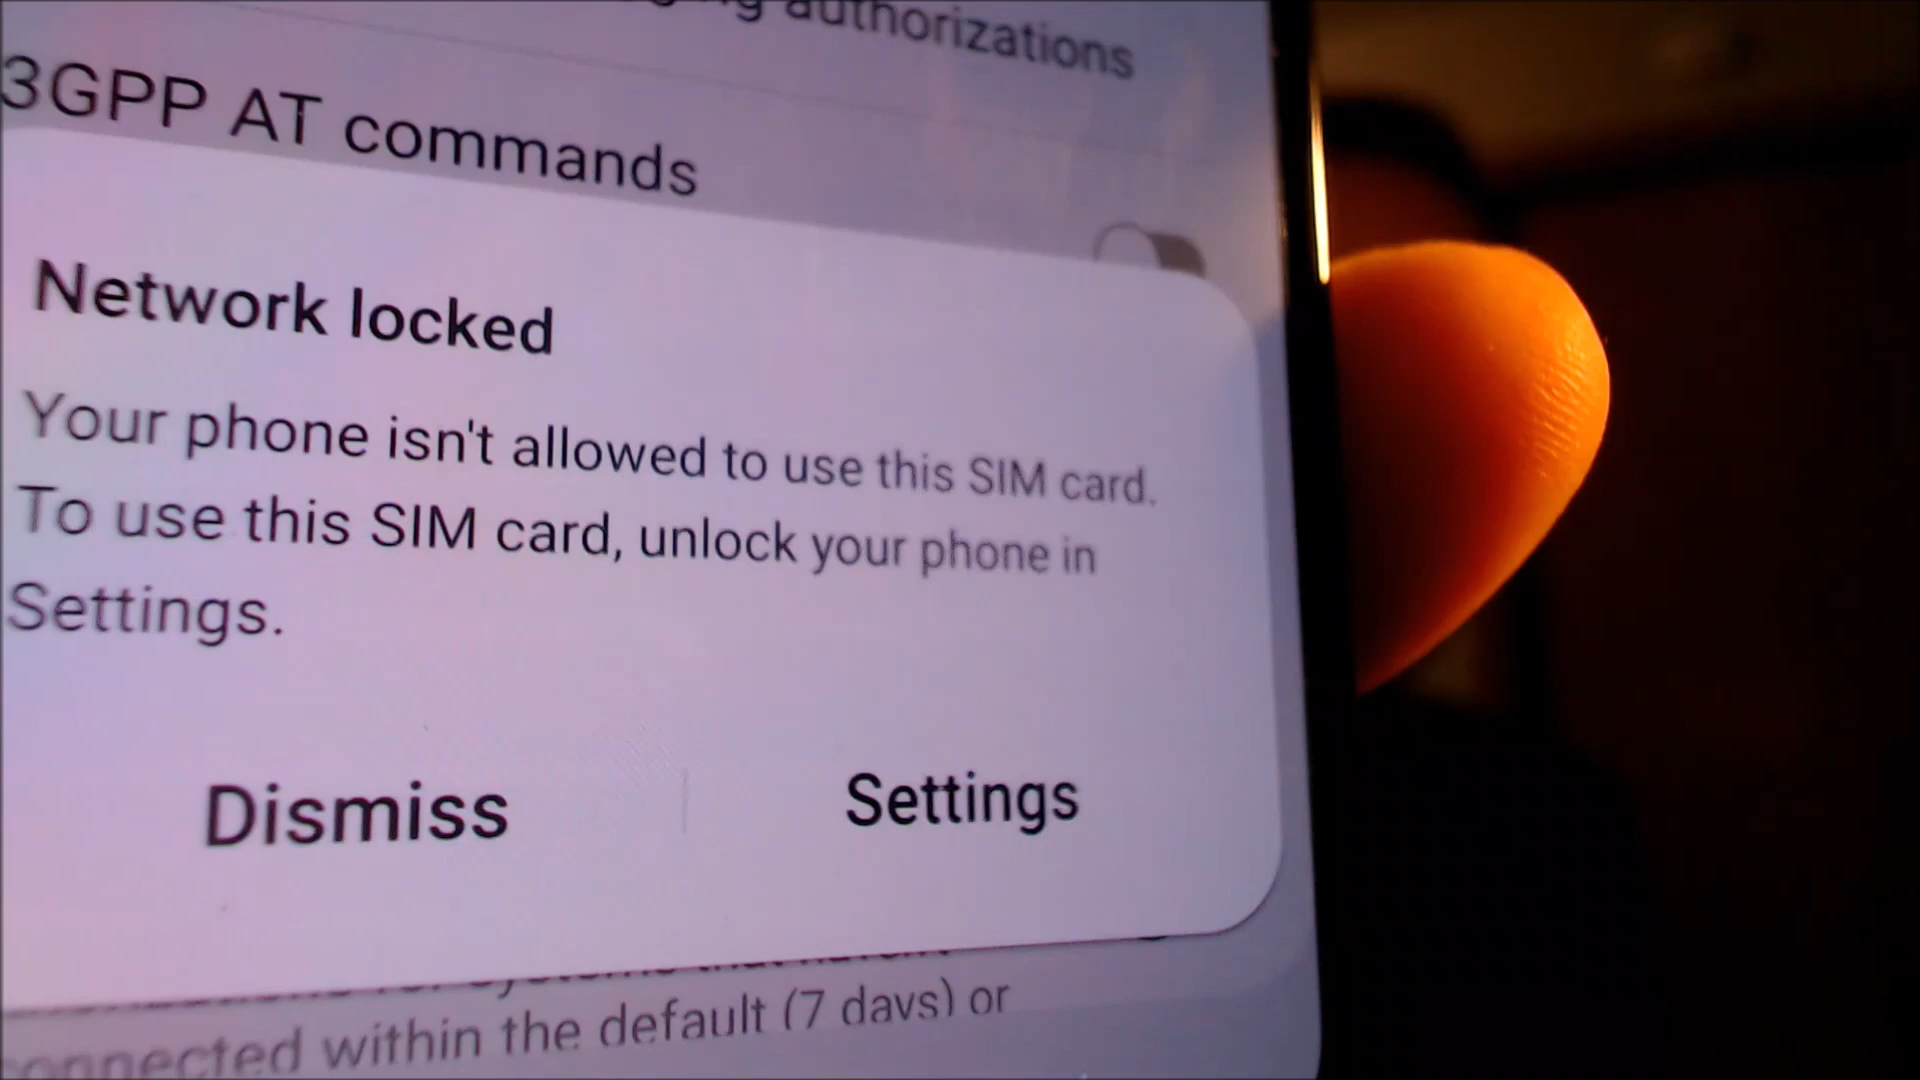 authorizations
3GPP AT commands
Network locked
Your phone isn't allowed to use this SIM card.
To use this SIM card, unlock your phone in
Settings.
Dismiss
Settings
connected within the default (7 days) or